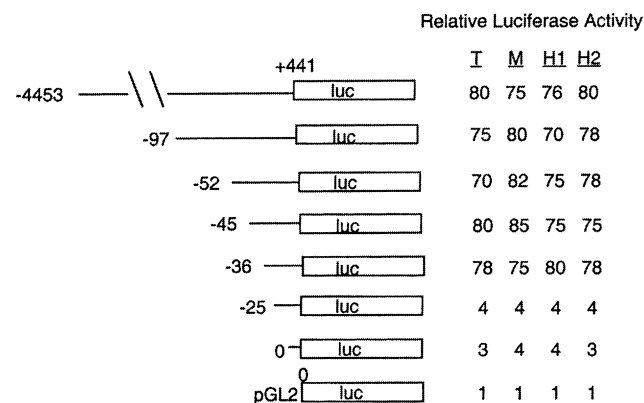 Relative Luciferase Activity
T M H1 H2
+441
-4453 luc 80 75 76 80
-97 luc 75 80 70 78
-52 luc 70 82 75 78
-45 luc 80 85 75 75
-36 luc 78 75 80 78
-25 luc 4 4 4 4
0 luc 3 4 4 3
0
pGL2 luc 1 1 1 1